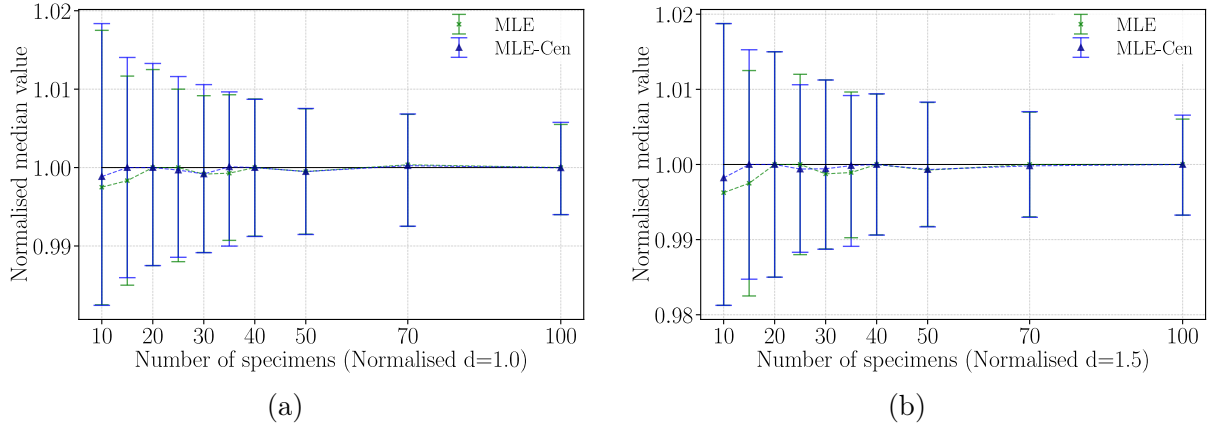 1.02
1.01
1.00
0.99
Normalised median value
MLE
MLE-Cen
10 20 30 40 50 70 100
Number of specimens (Normalised d=1.0)
(a)
1.02
1.01
1.00
0.99
0.98
Normalised median value
MLE
MLE-Cen
10 20 30 40 50 70 100
Number of specimens (Normalised d=1.5)
(b)